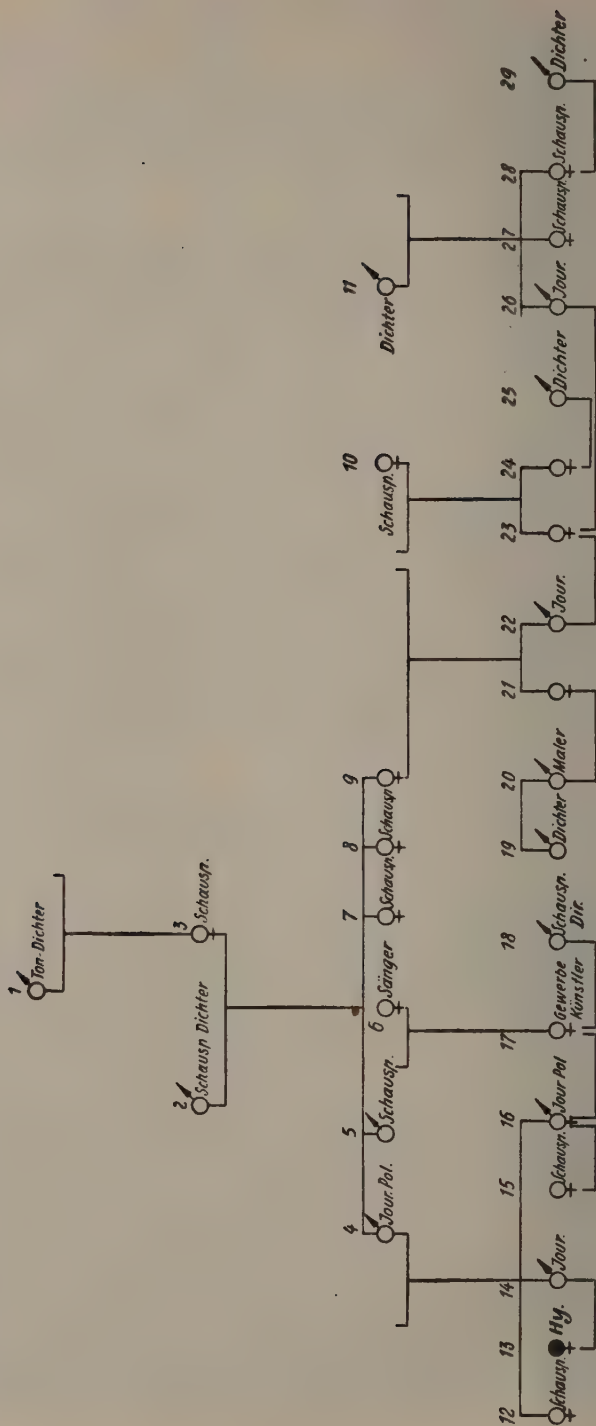 1
Ton-Dichter
2
Schausp Dichter
3
Schausp.
4
Jour. Pol.
5
Schausp.
6
Sänger
7
Schausp.
8
Schausp.
9
Schausp
10
Schausp.
11
Dichter
12
Schausp.
13
Hy.
14
Jour.
15
Schausp.
16
Jour Pol
17
Gewerbe
Künstler
18
Schausp.
Dir.
19
Dichter
20
Maler
21
22
Jour.
23
24
25
Dichter
26
Jour.
27
Schausp.
28
Schausp.
29
Dichter